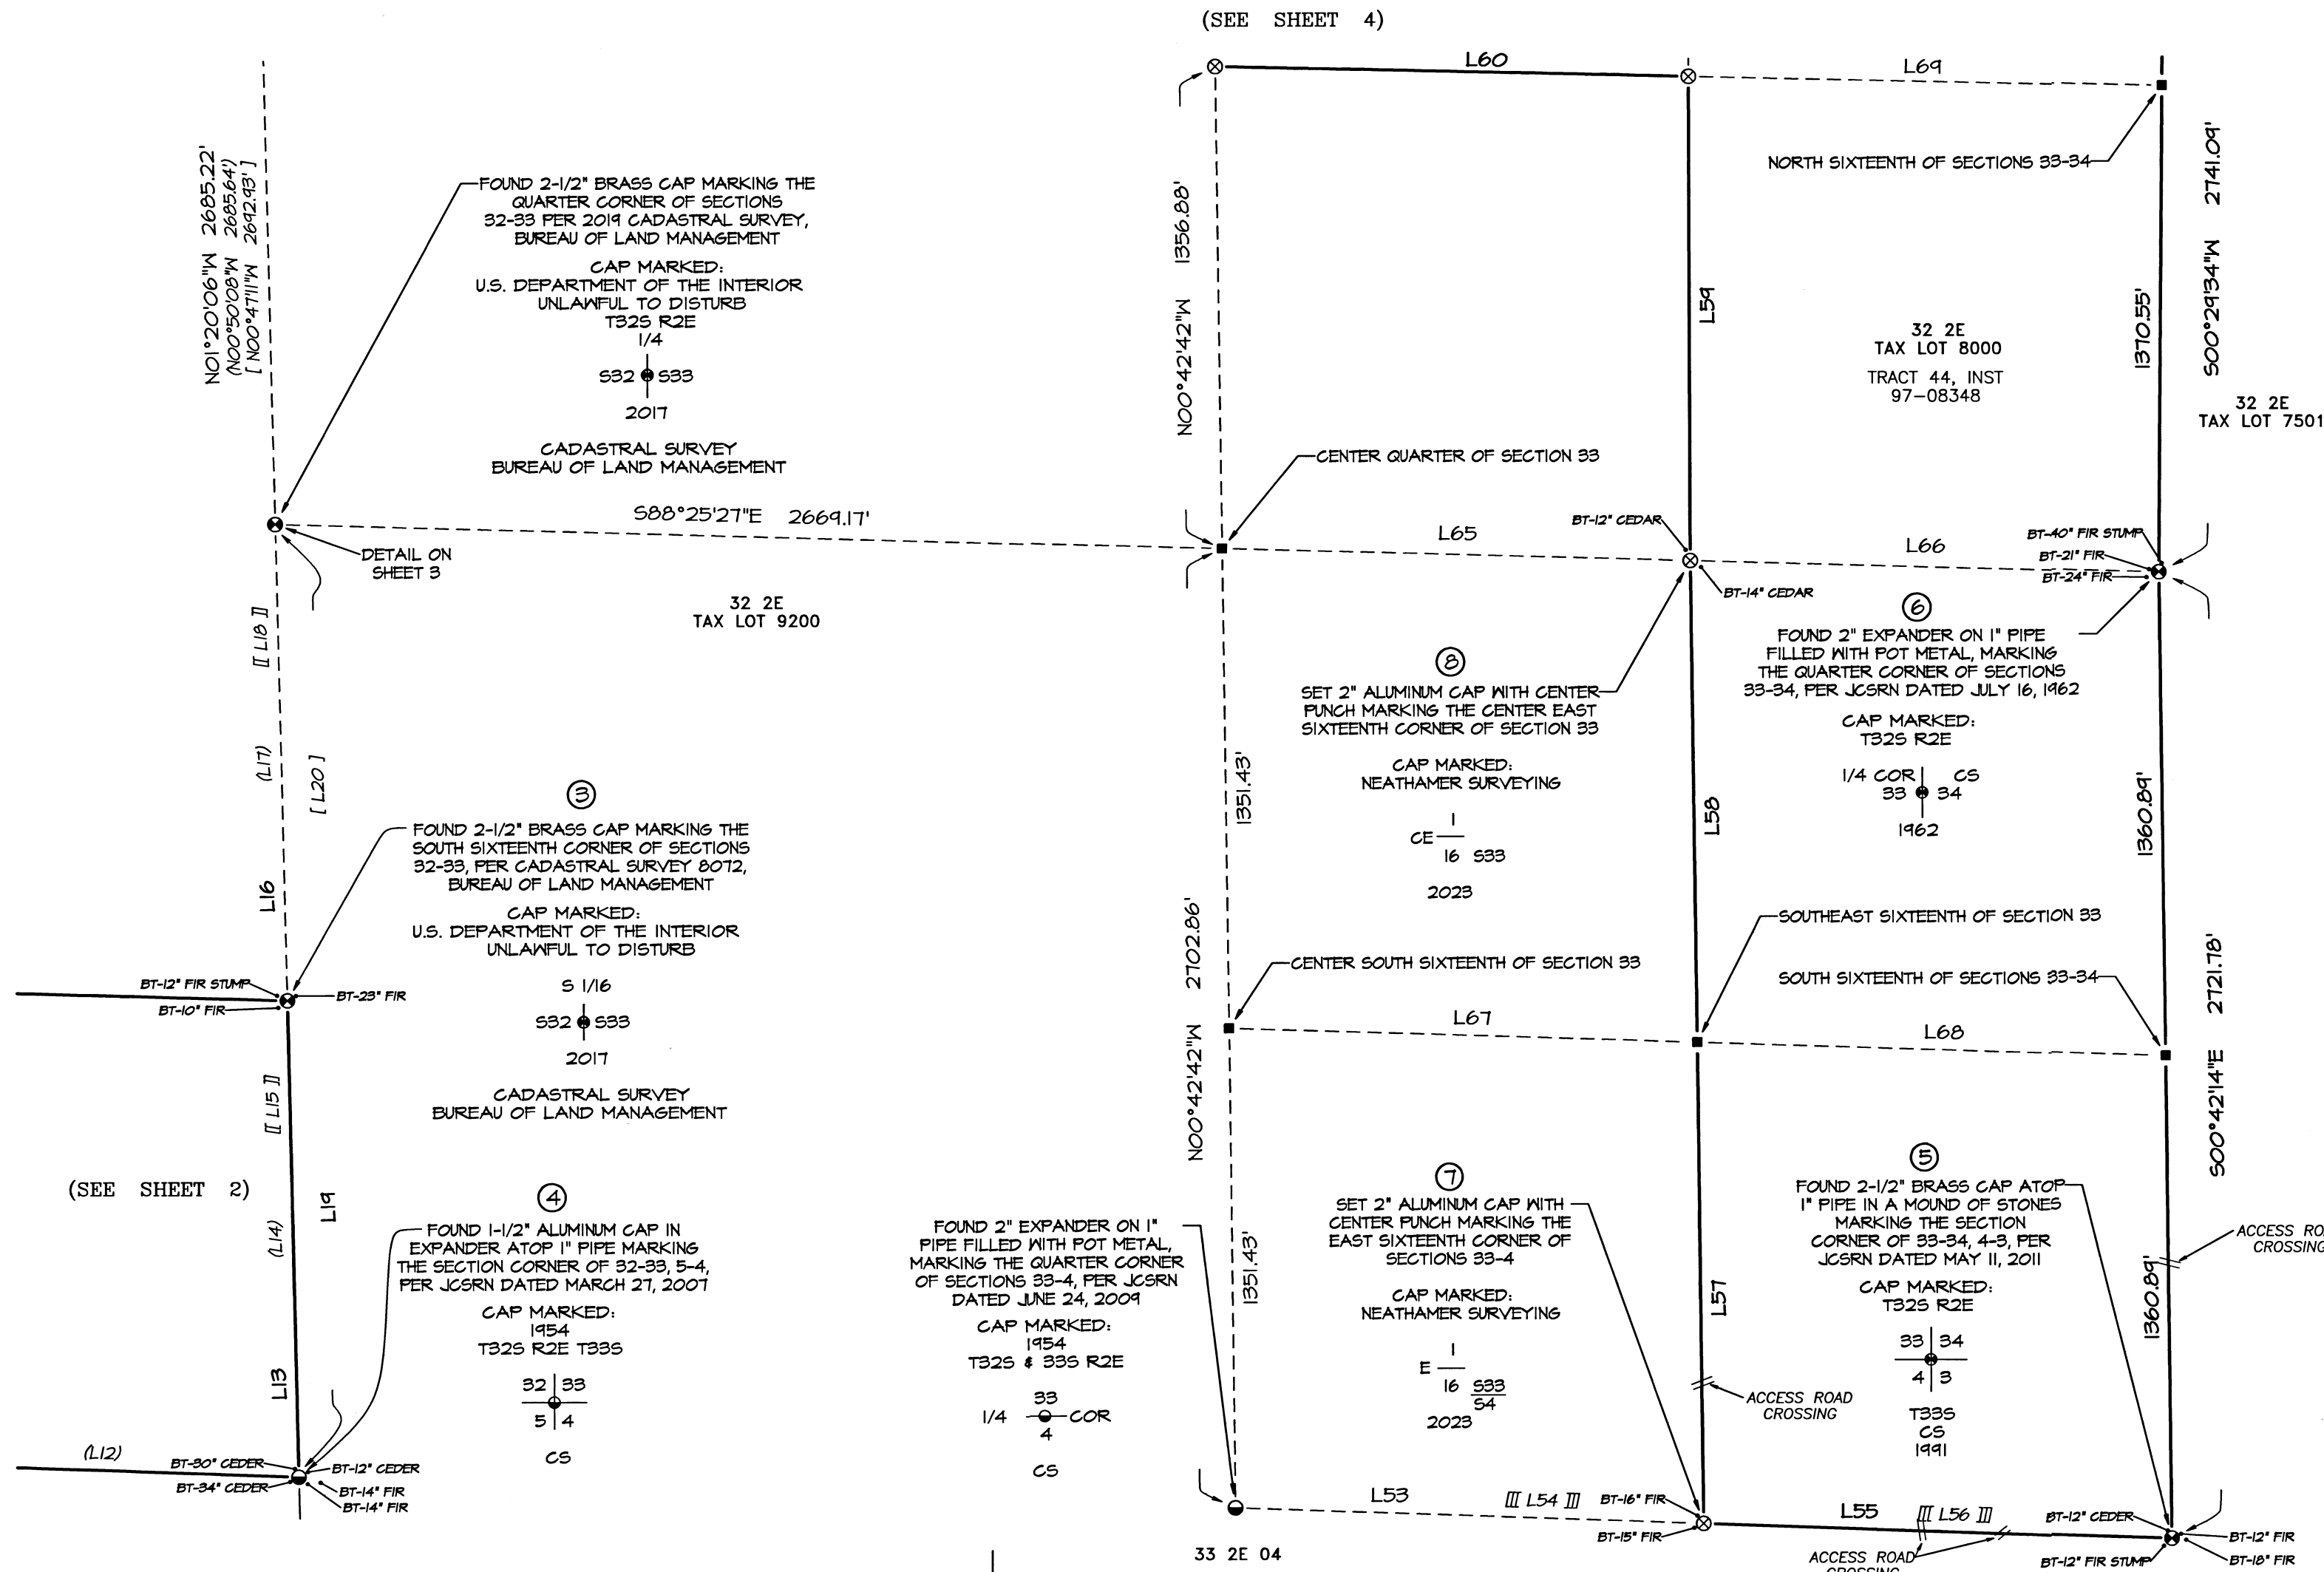 (SEE SHEET 4)
L60
L69
NORTH SIXTEENTH OF SECTIONS 33-34
2741.09'
S00°29'34"W
1370.55'
N01°20'06"W 2685.22'
(N00°50'08"W 2685.64')
[ N00°47'11"W 2692.93' ]
FOUND 2-1/2" BRASS CAP MARKING THE
QUARTER CORNER OF SECTIONS
32-33 PER 2019 CADASTRAL SURVEY,
BUREAU OF LAND MANAGEMENT
CAP MARKED:
U.S. DEPARTMENT OF THE INTERIOR
UNLAWFUL TO DISTURB
T32S R2E
1/4
S32 S33
2017
CADASTRAL SURVEY
BUREAU OF LAND MANAGEMENT
1356.88'
N00°42'42"W
L59
32 2E
TAX LOT 8000
TRACT 44, INST
97-08348
32 2E
TAX LOT 7501
CENTER QUARTER OF SECTION 33
S88°25'27"E 2669.17'
DETAIL ON
SHEET 3
L65
BT-12" CEDAR
BT-14" CEDAR
L66
BT-40" FIR STUMP
BT-21" FIR
BT-24" FIR
32 2E
TAX LOT 9200
[[ L18 ]]
(L17)
[ L20 ]
L16
3
FOUND 2-1/2" BRASS CAP MARKING THE
SOUTH SIXTEENTH CORNER OF SECTIONS
32-33, PER CADASTRAL SURVEY 8072,
BUREAU OF LAND MANAGEMENT
CAP MARKED:
U.S. DEPARTMENT OF THE INTERIOR
UNLAWFUL TO DISTURB
S 1/16
S32 S33
2017
CADASTRAL SURVEY
BUREAU OF LAND MANAGEMENT
8
SET 2" ALUMINUM CAP WITH CENTER
PUNCH MARKING THE CENTER EAST
SIXTEENTH CORNER OF SECTION 33
CAP MARKED:
NEATHAMER SURVEYING
1
CE
16 S33
2023
6
FOUND 2" EXPANDER ON 1" PIPE
FILLED WITH POT METAL, MARKING
THE QUARTER CORNER OF SECTIONS
33-34, PER JCSRN DATED JULY 16, 1962
CAP MARKED:
T32S R2E
1/4 COR CS
33 34
1962
1351.43'
L58
1360.89'
2702.86'
N00°42'42"W
CENTER SOUTH SIXTEENTH OF SECTION 33
SOUTHEAST SIXTEENTH OF SECTION 33
SOUTH SIXTEENTH OF SECTIONS 33-34
2721.78'
S00°42'14"E
BT-12" FIR STUMP
BT-10" FIR
BT-23" FIR
L67
L68
[[ L15 ]]
(L14)
L19
L13
(SEE SHEET 2)
4
FOUND 1-1/2" ALUMINUM CAP IN
EXPANDER ATOP 1" PIPE MARKING
THE SECTION CORNER OF 32-33, 5-4,
PER JCSRN DATED MARCH 27, 2007
CAP MARKED:
1954
T32S R2E T33S
32 33
5 4
CS
FOUND 2" EXPANDER ON 1"
PIPE FILLED WITH POT METAL,
MARKING THE QUARTER CORNER
OF SECTIONS 33-4, PER JCSRN
DATED JUNE 24, 2009
CAP MARKED:
1954
T32S & 33S R2E
33
1/4 COR
4
CS
1351.43'
7
SET 2" ALUMINUM CAP WITH
CENTER PUNCH MARKING THE
EAST SIXTEENTH CORNER OF
SECTIONS 33-4
CAP MARKED:
NEATHAMER SURVEYING
1
E
16 S33
S4
2023
L57
ACCESS ROAD
CROSSING
5
FOUND 2-1/2" BRASS CAP ATOP
1" PIPE IN A MOUND OF STONES
MARKING THE SECTION
CORNER OF 33-34, 4-3, PER
JCSRN DATED MAY 11, 2011
CAP MARKED:
T32S R2E
33 34
4 3
T33S
CS
1991
1360.89'
ACCESS RO
CROSSING
(L12)
BT-30" CEDER
BT-34" CEDER
BT-12" CEDER
BT-14" FIR
BT-14" FIR
L53
[[[ L54 ]]]
BT-16" FIR
BT-15" FIR
L55
[[[ L56 ]]]
BT-12" CEDER
BT-12" FIR STUMP
BT-12" FIR
BT-18" FIR
33 2E 04
ACCESS ROAD
CROSSING